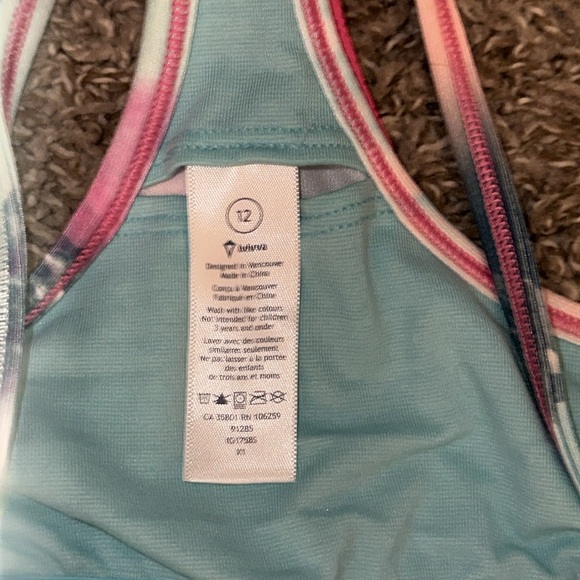 12
ivivva
Designed in Vancouver
Made in China
Conçu à Vancouver
Fabriqué en Chine
Wash with like colours
Not intended for children
3 years and under
Laver avec des couleurs
similaires seulement
Ne pas laisser à la portée
des enfants
de trois ans et moins
CA 35801 RN 106259
91285
1017585
X1